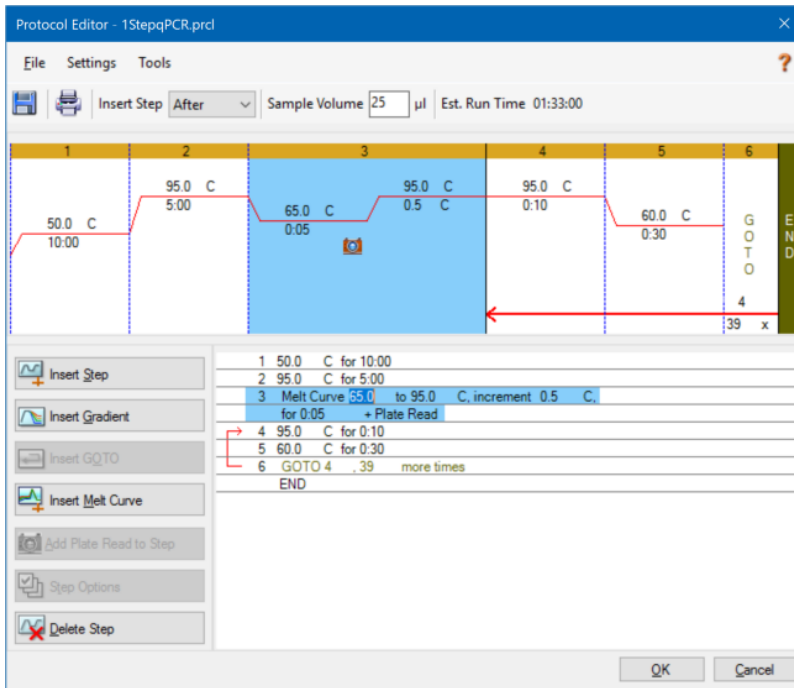 Protocol Editor - 1StepqPCR.prcl
File Settings Tools ?
Insert Step After Sample Volume 25 µl Est. Run Time 01:33:00
1 2 3 4 5 6
50.0 C
10:00
95.0 C
5:00
65.0 C
0:05
95.0 C
0.5 C
95.0 C
0:10
60.0 C
0:30
GOTO
4
39 x
END
Insert Step
Insert Gradient
Insert GOTO
Insert Melt Curve
Add Plate Read to Step
Step Options
Delete Step
1 50.0 C for 10:00
2 95.0 C for 5:00
3 Melt Curve 65.0 to 95.0 C, increment 0.5 C,
for 0:05 + Plate Read
4 95.0 C for 0:10
5 60.0 C for 0:30
6 GOTO 4 , 39 more times
END
OK Cancel